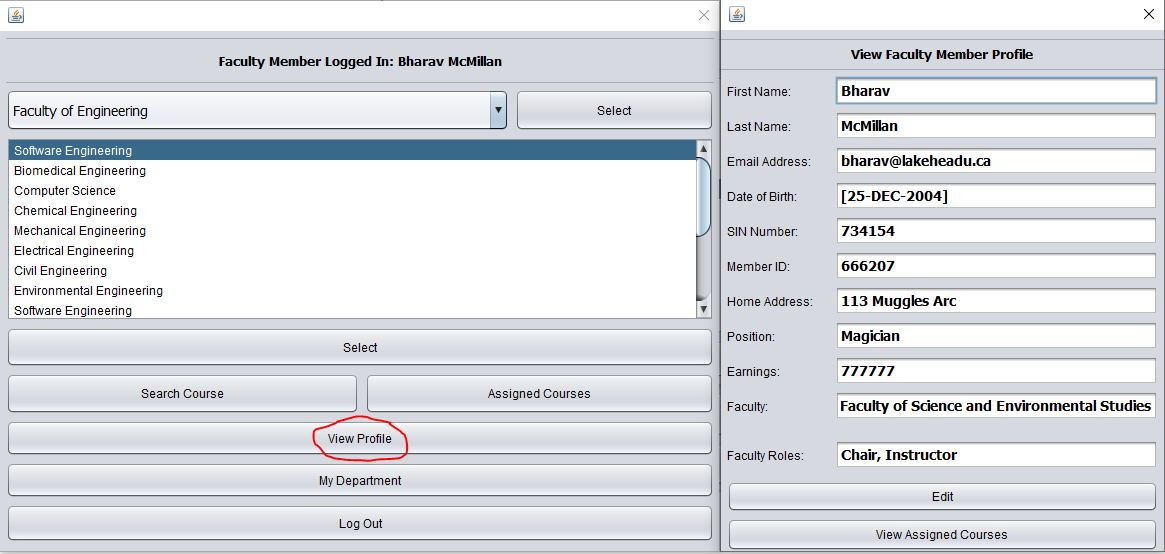 Faculty Member Logged In: Bharav McMillan
Faculty of Engineering
Select
Software Engineering
Biomedical Engineering
Computer Science
Chemical Engineering
Mechanical Engineering
Electrical Engineering
Civil Engineering
Environmental Engineering
Software Engineering
Select
Search Course
Assigned Courses
View Profile
My Department
Log Out
View Faculty Member Profile
First Name: Bharav
Last Name: McMillan
Email Address: bharav@lakeheadu.ca
Date of Birth: [25-DEC-2004]
SIN Number: 734154
Member ID: 666207
Home Address: 113 Muggles Arc
Position: Magician
Earnings: 777777
Faculty: Faculty of Science and Environmental Studies
Faculty Roles: Chair, Instructor
Edit
View Assigned Courses